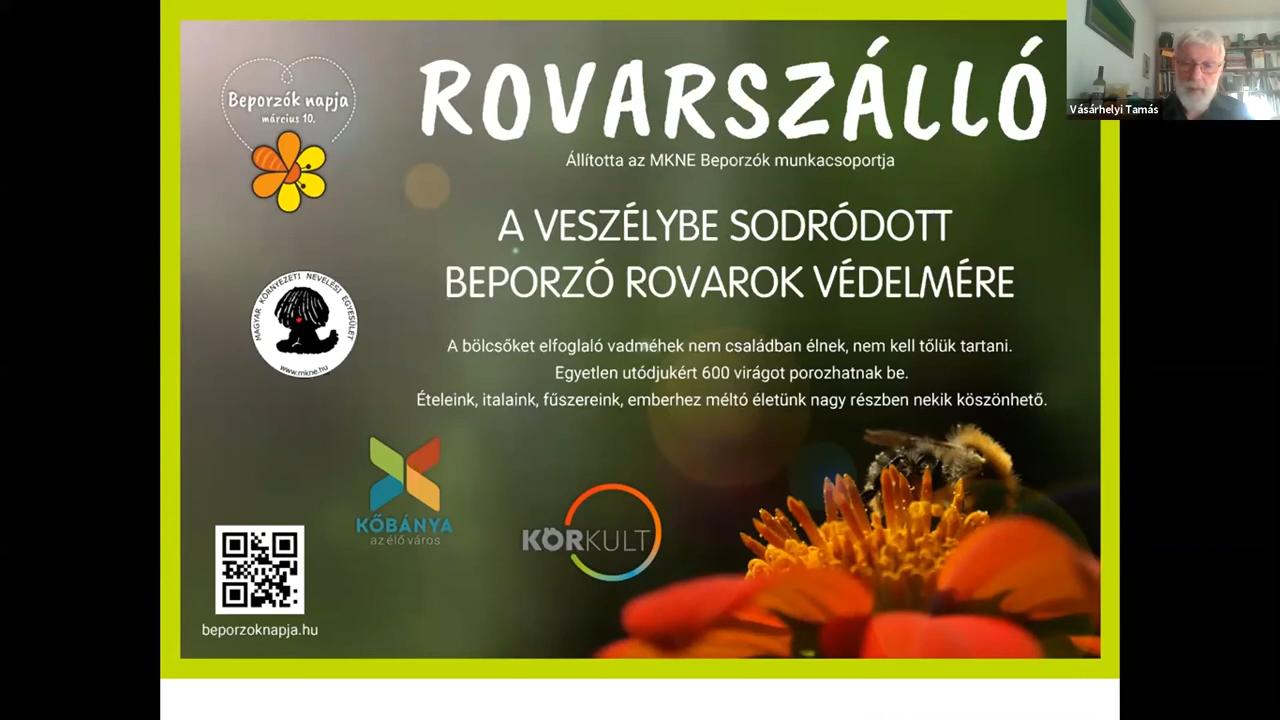 Beporzók napja
március 10.
ROVARSZÁLLÓ
Állította az MKNE Beporzók munkacsoportja
Vásárhelyi Tamás
A VESZÉLYBE SODRÓDOTT
BEPORZÓ ROVAROK VÉDELMÉRE
MAGYAR KÖRNYEZETI NEVELÉSI EGYESÜLET
www.mkne.hu
A bölcsőket elfoglaló vadméhek nem családban élnek, nem kell tőlük tartani.
Egyetlen utódjukért 600 virágot porozhatnak be.
Ételeink, italaink, fűszereink, emberhez méltó életünk nagy részben nekik köszönhető.
KŐBÁNYA
az élő város
KÖRKULT
beporzoknapja.hu